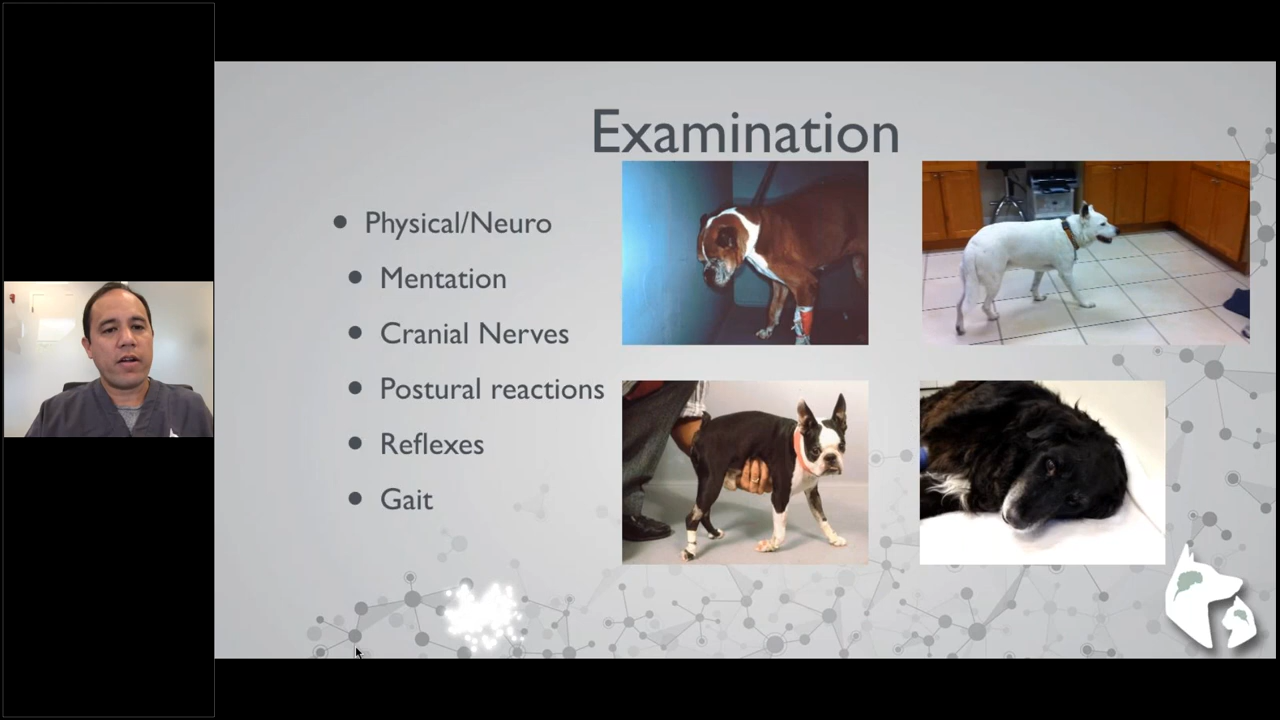 Examination
Physical/Neuro
Mentation
Cranial Nerves
Postural reactions
Reflexes
Gait